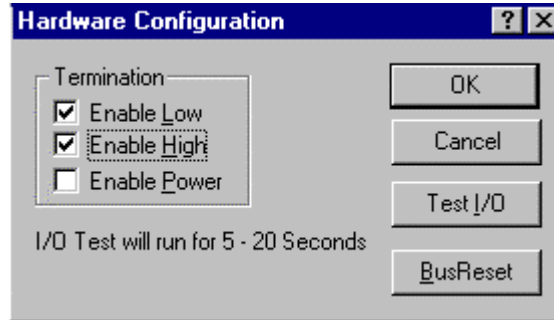 Hardware Configuration
Termination
Enable Low
Enable High
Enable Power
I/O Test will run for 5 - 20 Seconds
OK
Cancel
Test I/O
BusReset